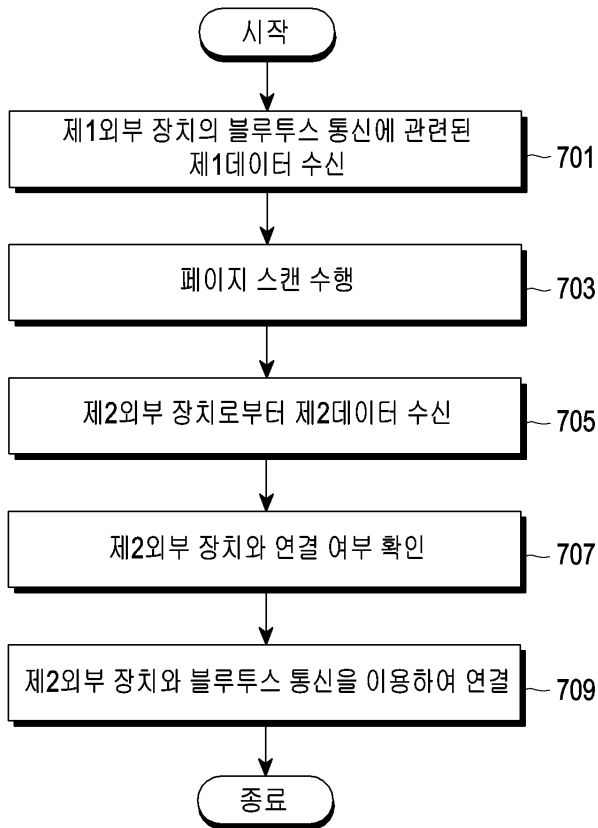 시작
제1외부 장치의 블루투스 통신에 관련된
제1데이터 수신
701
페이지 스캔 수행
703
제2외부 장치로부터 제2데이터 수신
705
제2외부 장치와 연결 여부 확인
707
제2외부 장치와 블루투스 통신을 이용하여 연결
709
종료